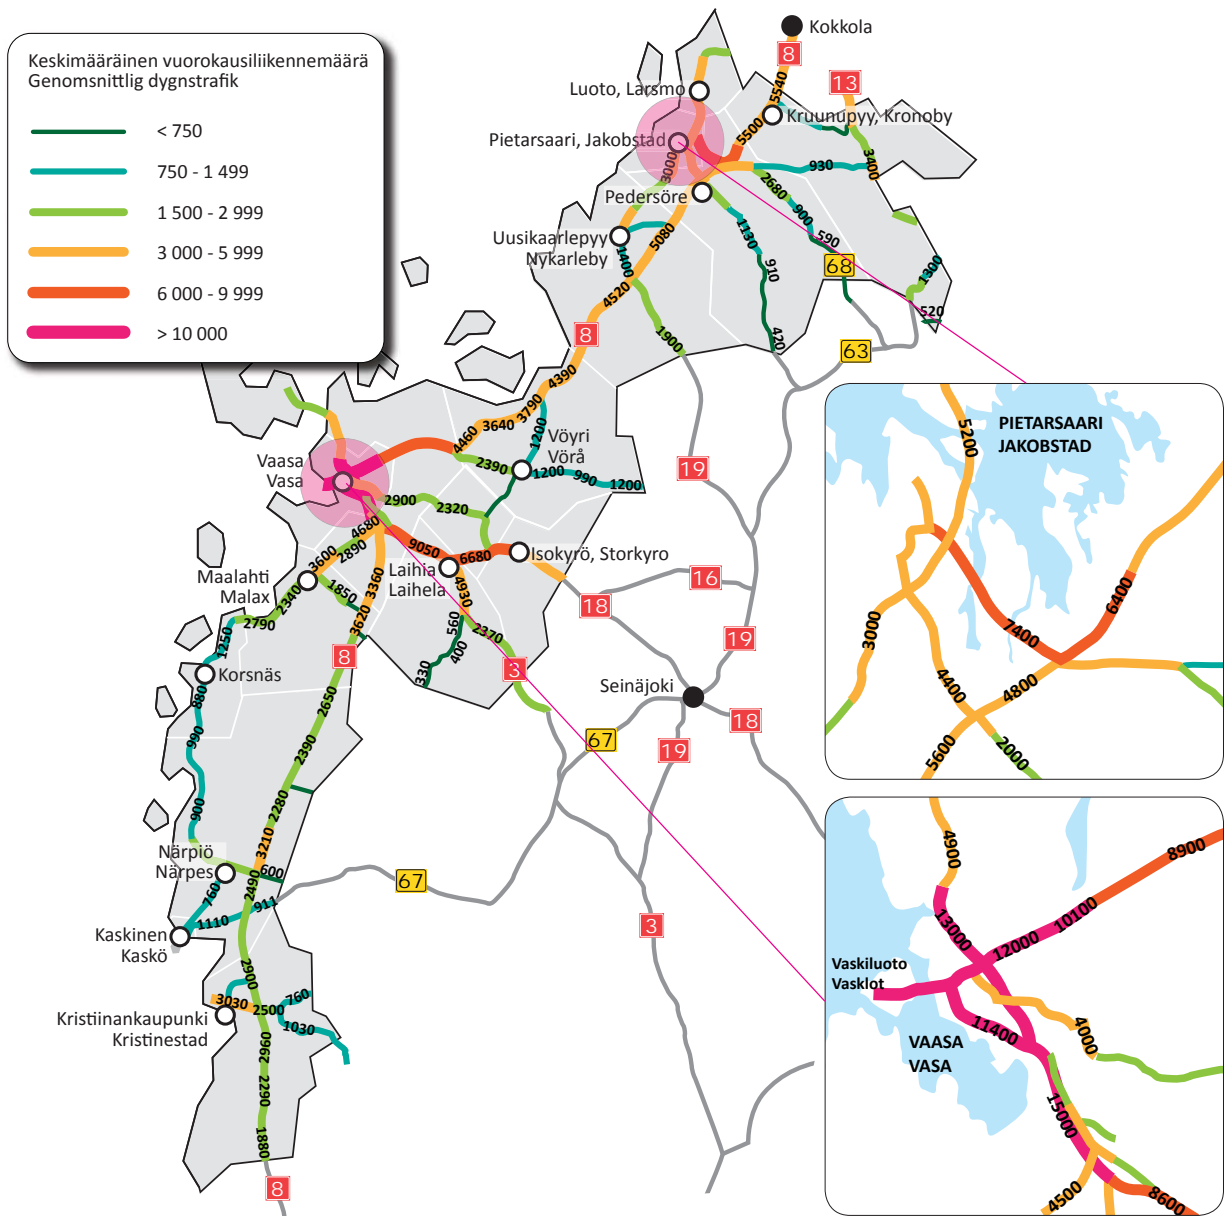 Keskimääräinen vuorokausiliikennemäärä
Genomsnittlig dygnstrafik
< 750
750 - 1 499
1 500 - 2 999
3 000 - 5 999
6 000 - 9 999
> 10 000
Kokkola
8
13
5540
Luoto, Larsmo
Kruunupyy, Kronoby
5500
Pietarsaari, Jakobstad
3000
3400
930
2680
Pedersöre
900
590
1130
910
68
Uusikaarlepyy
Nykarleby
5080
1400
1300
4520
520
8
1900
420
63
4390
3790
3640
4460
1200
Vöyri
Vörå
2390
1200
990
1200
Vaasa
Vasa
2900
2320
19
4680
3600
2890
9050
6680
Isokyrö, Storkyro
Laihia
Laihela
Maalahti
Malax
2340
1850
3360
4930
16
18
2790
3620
560
400
330
2370
1250
8
3
19
Korsnäs
880
2650
Seinäjoki
18
67
19
990
2390
900
2280
3210
Närpiö
Närpes
600
2490
760
67
911
1110
Kaskinen
Kaskö
3
2900
760
3030
2500
Kristiinankaupunki
Kristinestad
1030
2960
2290
1880
8
5200
PIETARSAARI
JAKOBSTAD
6400
3000
7400
4400
4800
5600
2000
4900
8900
10100
13000
12000
Vaskiluoto
Vasklot
11400
4000
VAASA
VASA
15000
4500
8600